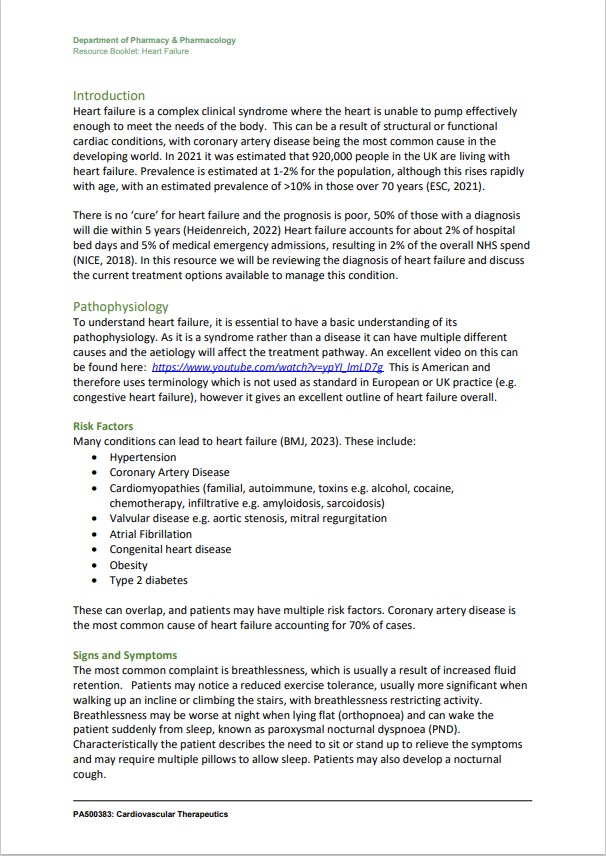 Department of Pharmacy & Pharmacology
Resource Booklet: Heart Failure
Introduction
Heart failure is a complex clinical syndrome where the heart is unable to pump effectively
enough to meet the needs of the body.  This can be a result of structural or functional
cardiac conditions, with coronary artery disease being the most common cause in the
developing world. In 2021 it was estimated that 920,000 people in the UK are living with
heart failure. Prevalence is estimated at 1-2% for the population, although this rises rapidly
with age, with an estimated prevalence of >10% in those over 70 years (ESC, 2021).
There is no ‘cure’ for heart failure and the prognosis is poor, 50% of those with a diagnosis
will die within 5 years (Heidenreich, 2022) Heart failure accounts for about 2% of hospital
bed days and 5% of medical emergency admissions, resulting in 2% of the overall NHS spend
(NICE, 2018). In this resource we will be reviewing the diagnosis of heart failure and discuss
the current treatment options available to manage this condition.
Pathophysiology
To understand heart failure, it is essential to have a basic understanding of its
pathophysiology. As it is a syndrome rather than a disease it can have multiple different
causes and the aetiology will affect the treatment pathway. An excellent video on this can
be found here:  https://www.youtube.com/watch?v=ypYI_lmLD7g  This is American and
therefore uses terminology which is not used as standard in European or UK practice (e.g.
congestive heart failure), however it gives an excellent outline of heart failure overall.
Risk Factors
Many conditions can lead to heart failure (BMJ, 2023). These include:
• Hypertension
• Coronary Artery Disease
• Cardiomyopathies (familial, autoimmune, toxins e.g. alcohol, cocaine,
chemotherapy, infiltrative e.g. amyloidosis, sarcoidosis)
• Valvular disease e.g. aortic stenosis, mitral regurgitation
• Atrial Fibrillation
• Congenital heart disease
• Obesity
• Type 2 diabetes
These can overlap, and patients may have multiple risk factors. Coronary artery disease is
the most common cause of heart failure accounting for 70% of cases.
Signs and Symptoms
The most common complaint is breathlessness, which is usually a result of increased fluid
retention.   Patients may notice a reduced exercise tolerance, usually more significant when
walking up an incline or climbing the stairs, with breathlessness restricting activity.
Breathlessness may be worse at night when lying flat (orthopnoea) and can wake the
patient suddenly from sleep, known as paroxysmal nocturnal dyspnoea (PND).
Characteristically the patient describes the need to sit or stand up to relieve the symptoms
and may require multiple pillows to allow sleep. Patients may also develop a nocturnal
cough.
PA500383: Cardiovascular Therapeutics